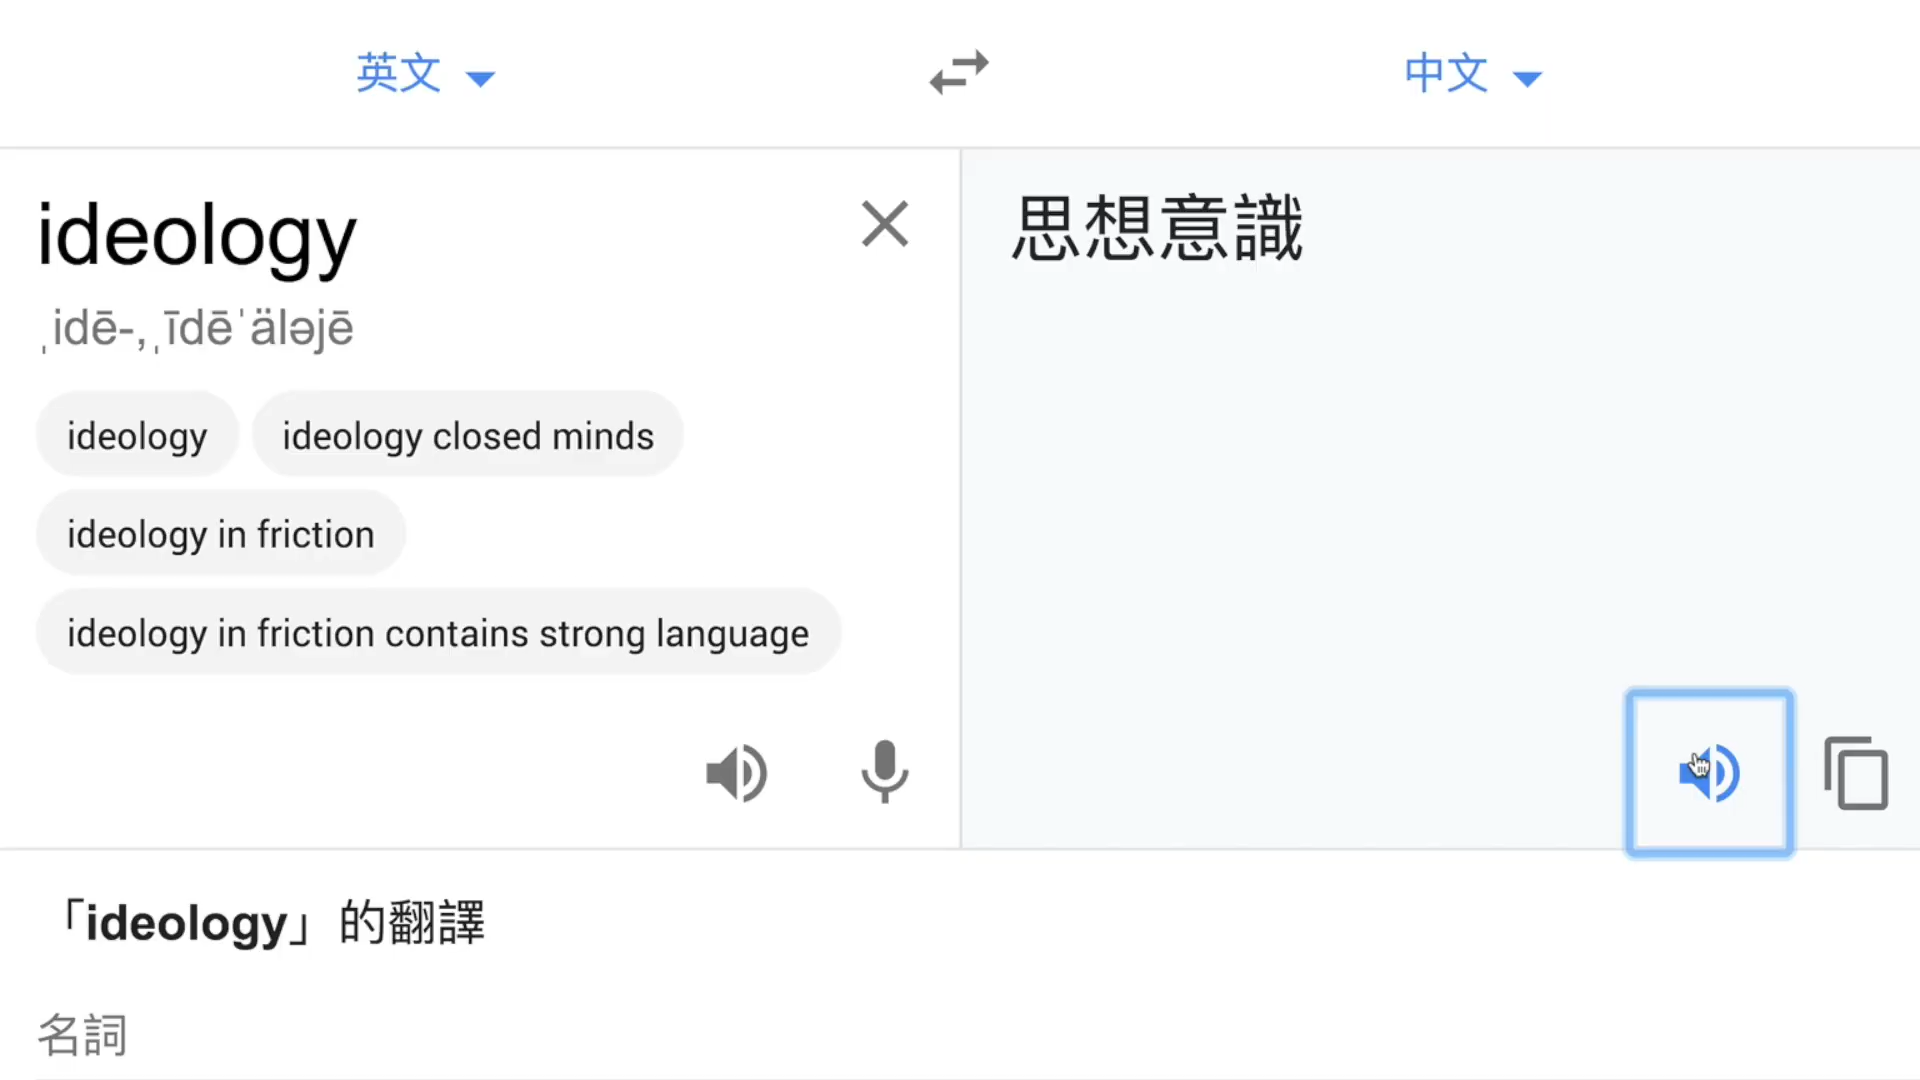 英文
中文
ideology
ˌidē-,ˌīdēˈäləjē
ideology
ideology closed minds
ideology in friction
ideology in friction contains strong language
思想意識
「ideology」的翻譯
名詞